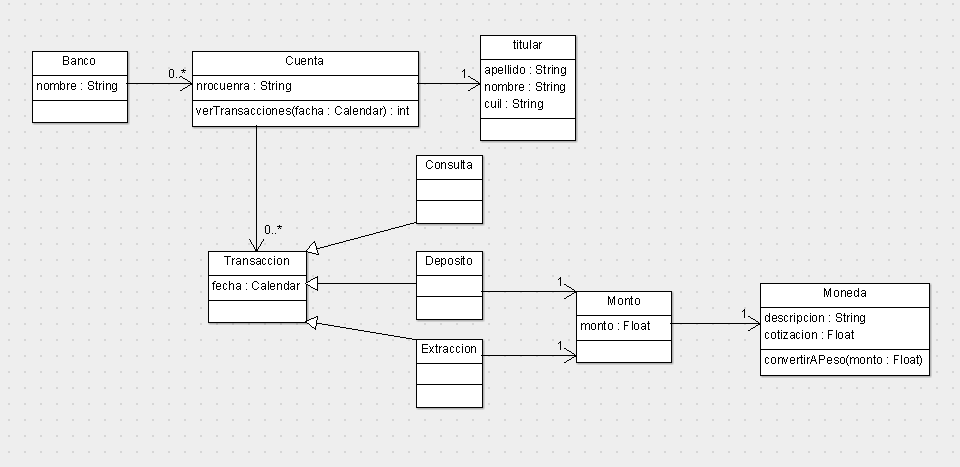 Banco
nombre : String
0..*
Cuenta
nrocuenra : String
verTransacciones(facha : Calendar) : int
1
titular
apellido : String
nombre : String
cuil : String
Consulta
0..*
Transaccion
fecha : Calendar
Deposito
1
Extraccion
1
Monto
monto : Float
1
Moneda
descripcion : String
cotizacion : Float
convertirAPeso(monto : Float)